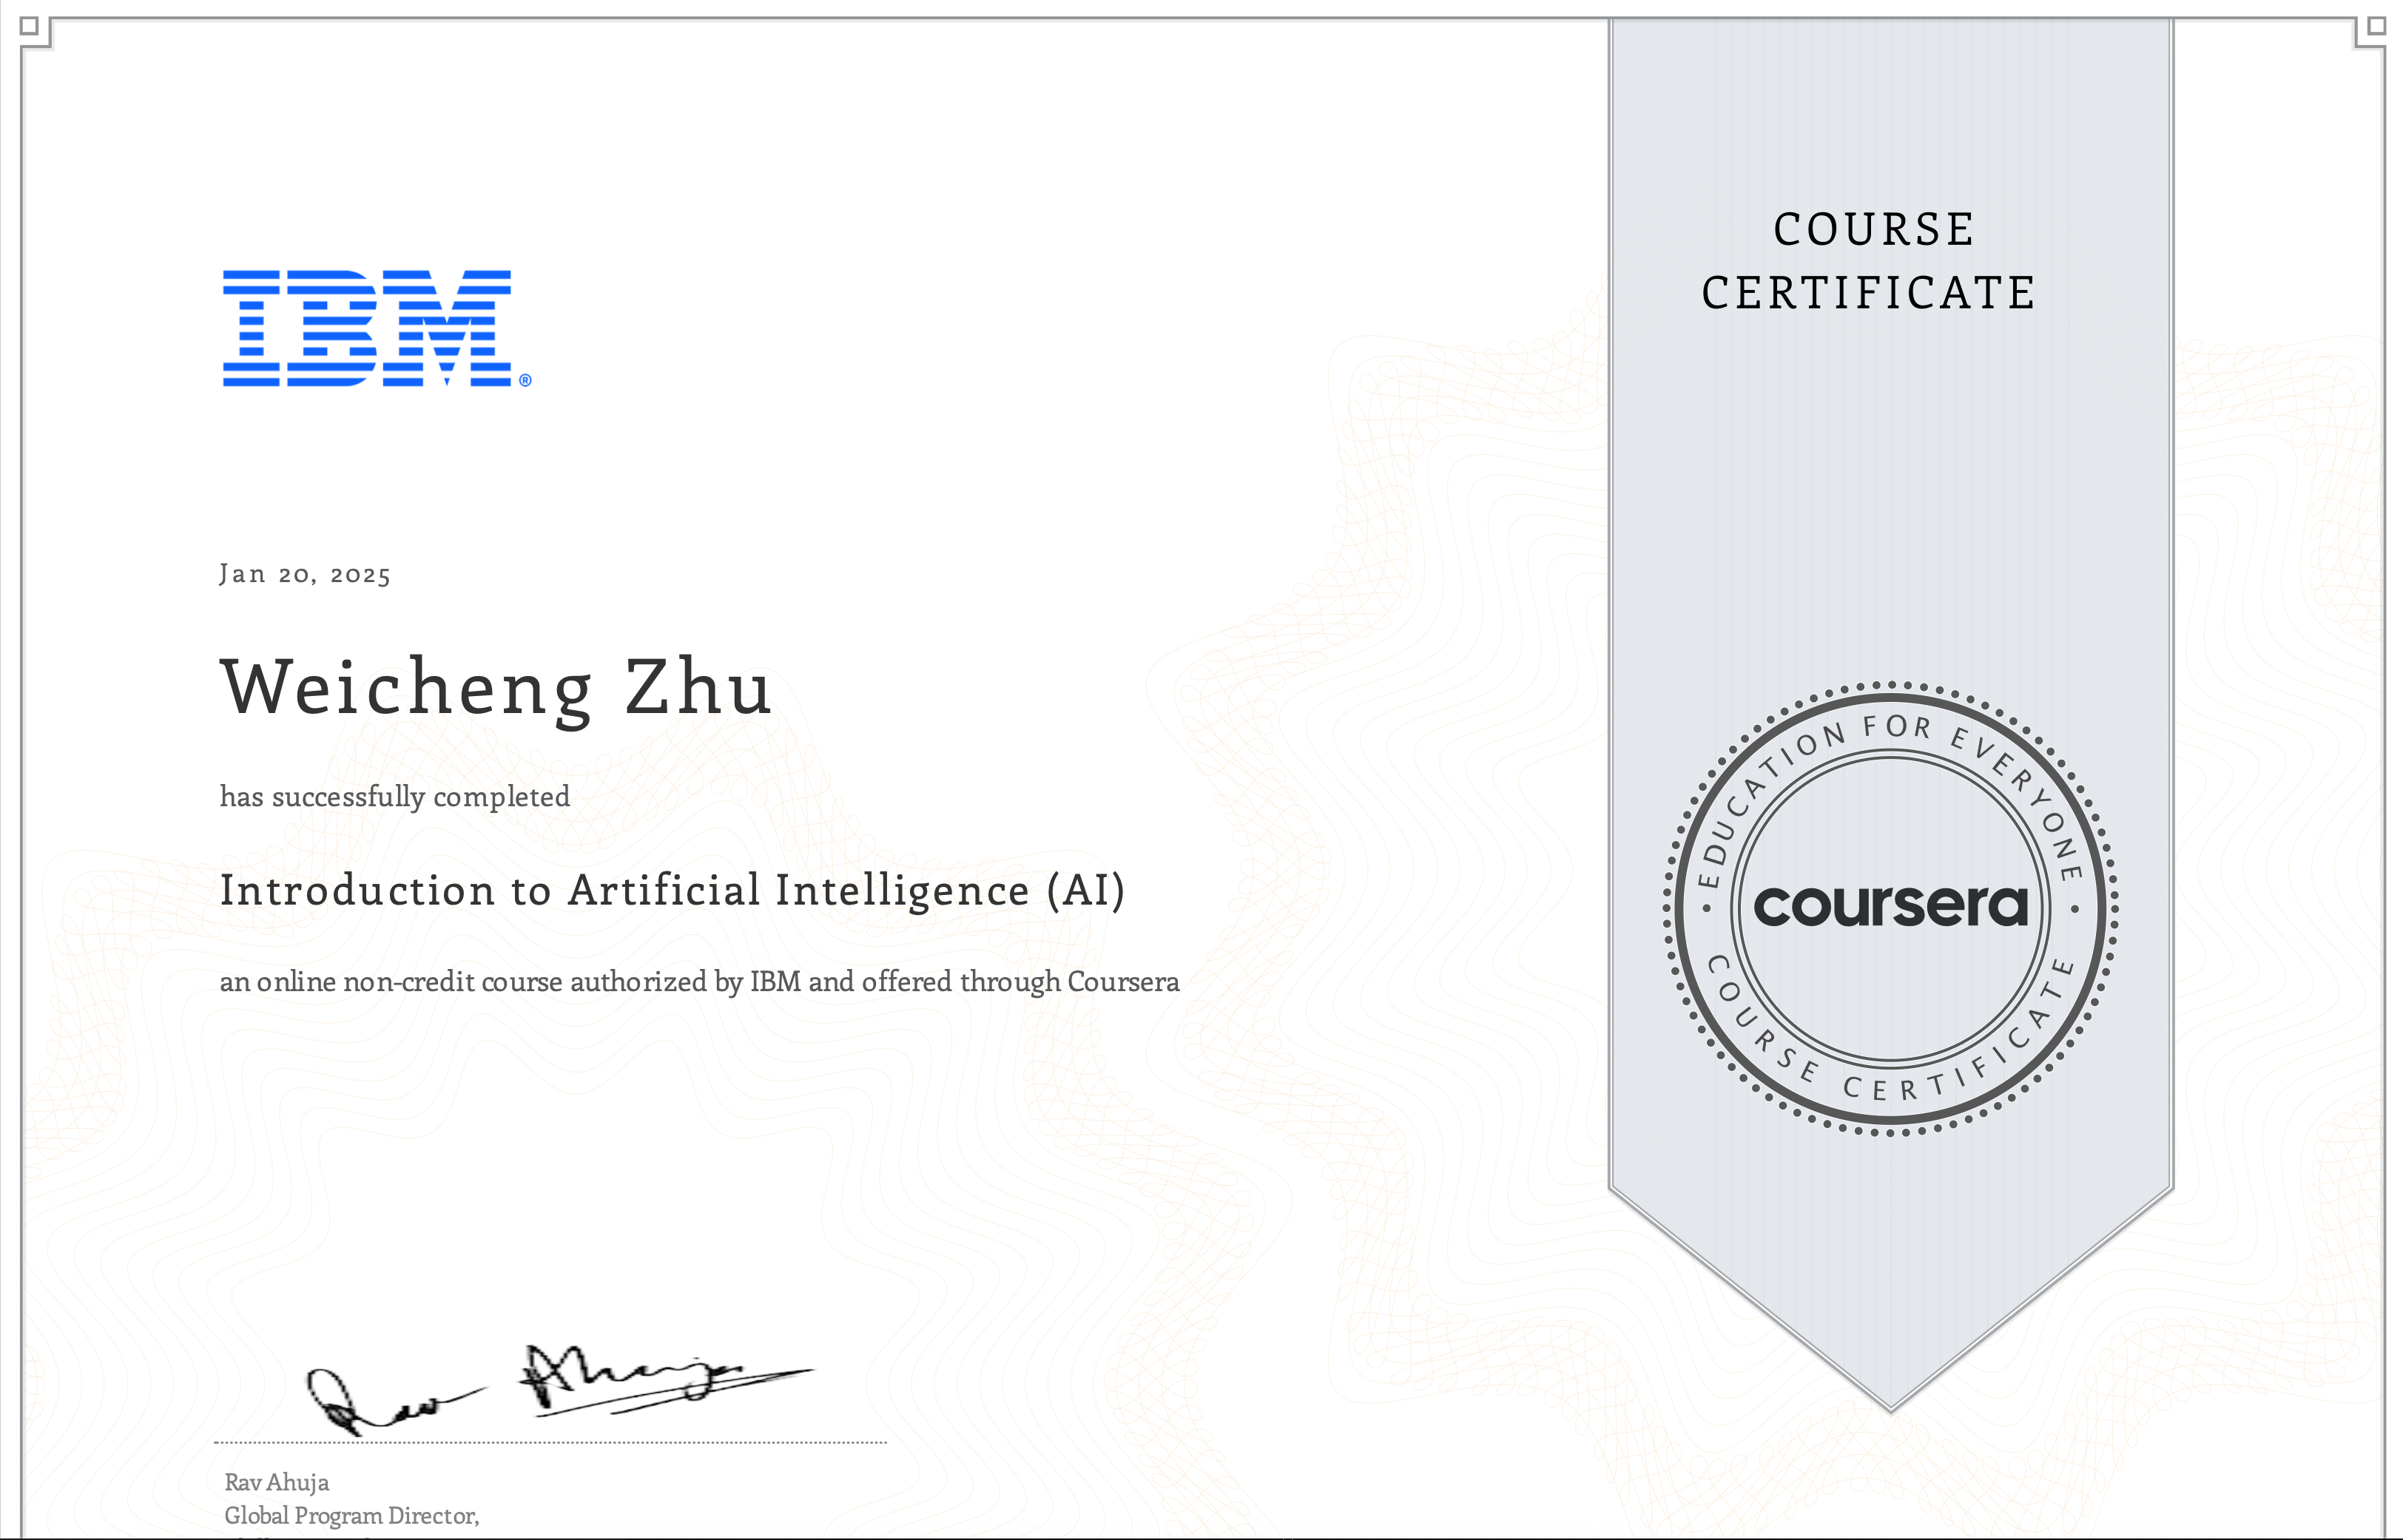 COURSE
CERTIFICATE
IBM®
Jan 20, 2025
Weicheng Zhu
has successfully completed
Introduction to Artificial Intelligence (AI)
an online non-credit course authorized by IBM and offered through Coursera
EDUCATION FOR EVERYONE
coursera
COURSE CERTIFICATE
Rav Ahuja
Rav Ahuja
Global Program Director,